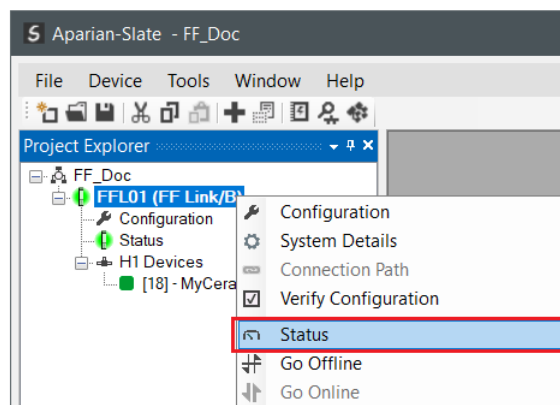 S Aparian-Slate - FF_Doc
File Device Tools Window Help
Project Explorer
FF_Doc
FFL01 (FF Link/B)
Configuration
Status
H1 Devices
[18] - MyCera
Configuration
System Details
Connection Path
Verify Configuration
Status
Go Offline
Go Online